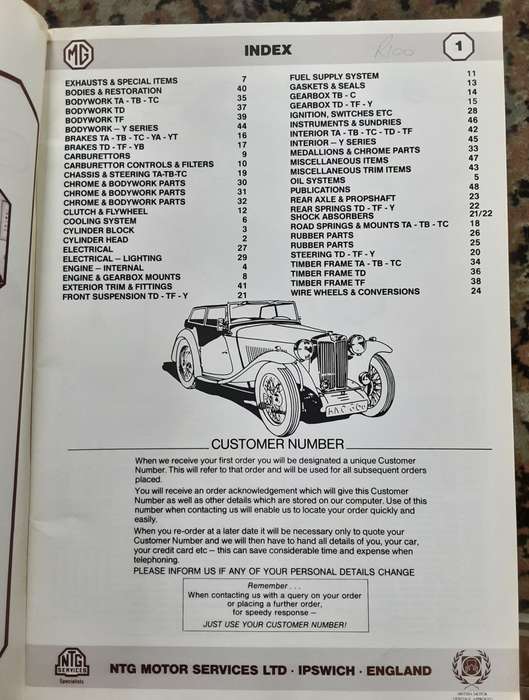 MG
INDEX
R100
1
EXHAUSTS & SPECIAL ITEMS 7
BODIES & RESTORATION 40
BODYWORK TA - TB - TC 35
BODYWORK TD 37
BODYWORK TF 39
BODYWORK – Y SERIES 44
BRAKES TA - TB - TC - YA - YT 16
BRAKES TD - TF - YB 17
CARBURETTORS 9
CARBURETTOR CONTROLS & FILTERS 10
CHASSIS & STEERING TA-TB-TC 19
CHROME & BODYWORK PARTS 30
CHROME & BODYWORK PARTS 31
CHROME & BODYWORK PARTS 32
CLUTCH & FLYWHEEL 12
COOLING SYSTEM 6
CYLINDER BLOCK 3
CYLINDER HEAD 2
ELECTRICAL 27
ELECTRICAL – LIGHTING 29
ENGINE – INTERNAL 4
ENGINE & GEARBOX MOUNTS 8
EXTERIOR TRIM & FITTINGS 41
FRONT SUSPENSION TD - TF - Y 21
FUEL SUPPLY SYSTEM 11
GASKETS & SEALS 13
GEARBOX TB - C 14
GEARBOX TD - TF - Y 15
IGNITION, SWITCHES ETC 28
INSTRUMENTS & SUNDRIES 46
INTERIOR TA - TB - TC - TD - TF 42
INTERIOR – Y SERIES 45
MEDALLIONS & CHROME PARTS 33
MISCELLANEOUS ITEMS 47
MISCELLANEOUS TRIM ITEMS 43
OIL SYSTEMS 5
PUBLICATIONS 48
REAR AXLE & PROPSHAFT 23
REAR SPRINGS TD - TF - Y 22
SHOCK ABSORBERS 21/22
ROAD SPRINGS & MOUNTS TA - TB - TC 18
RUBBER PARTS 26
RUBBER PARTS 25
STEERING TD - TF - Y 20
TIMBER FRAME TA - TB - TC 34
TIMBER FRAME TD 36
TIMBER FRAME TF 38
WIRE WHEELS & CONVERSIONS 24
CUSTOMER NUMBER
When we receive your first order you will be designated a unique Customer
Number. This will refer to that order and will be used for all subsequent orders
placed.
You will receive an order acknowledgement which will give this Customer
Number as well as other details which are stored on our computer. Use of this
number when contacting us will enable us to locate your order quickly and
easily.
When you re-order at a later date it will be necessary only to quote your
Customer Number and we will then have to hand all details of you, your car,
your credit card etc – this can save considerable time and expense when
telephoning.
PLEASE INFORM US IF ANY OF YOUR PERSONAL DETAILS CHANGE
Remember . . .
When contacting us with a query on your order
or placing a further order,
for speedy response –
JUST USE YOUR CUSTOMER NUMBER!
NTG
SERVICES
Specialists
NTG MOTOR SERVICES LTD · IPSWICH · ENGLAND